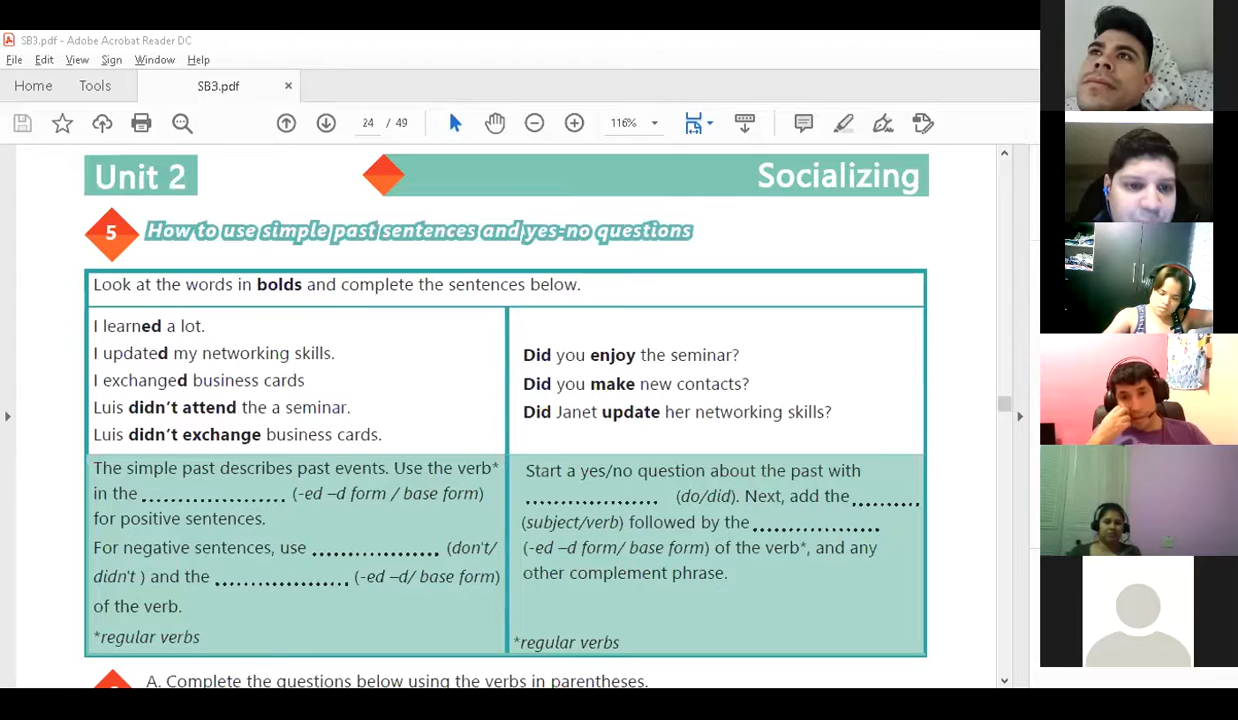 SB3.pdf - Adobe Acrobat Reader DC
File Edit View Sign Window Help
Home Tools SB3.pdf ×
24 / 49 116%
Unit 2 Socializing
5 How to use simple past sentences and yes-no questions
Look at the words in bolds and complete the sentences below.
I learned a lot.
I updated my networking skills.
I exchanged business cards
Luis didn't attend the a seminar.
Luis didn't exchange business cards.
Did you enjoy the seminar?
Did you make new contacts?
Did Janet update her networking skills?
The simple past describes past events. Use the verb*
in the ...................... (-ed –d form / base form)
for positive sentences.
For negative sentences, use ................... (don't/
didn't ) and the .................... (-ed –d/ base form)
of the verb.
*regular verbs
Start a yes/no question about the past with
.................... (do/did). Next, add the ..........
(subject/verb) followed by the ...................
(-ed –d form/ base form) of the verb*, and any
other complement phrase.
*regular verbs
A. Complete the questions below using the verbs in parentheses.